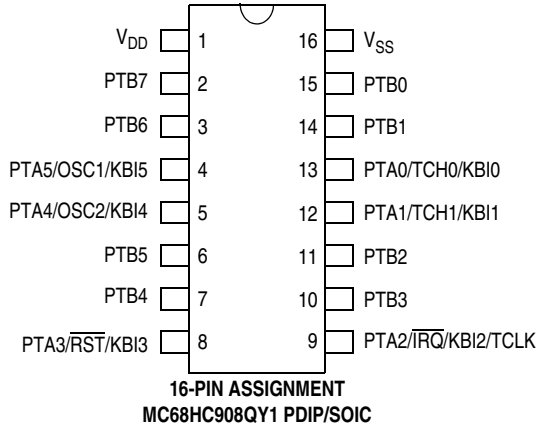 VDD 1 16 VSS
PTB7 2 15 PTB0
PTB6 3 14 PTB1
PTA5/OSC1/KBI5 4 13 PTA0/TCH0/KBI0
PTA4/OSC2/KBI4 5 12 PTA1/TCH1/KBI1
PTB5 6 11 PTB2
PTB4 7 10 PTB3
PTA3/R̅S̅T̅/KBI3 8 9 PTA2/I̅R̅Q̅/KBI2/TCLK
16-PIN ASSIGNMENT
MC68HC908QY1 PDIP/SOIC